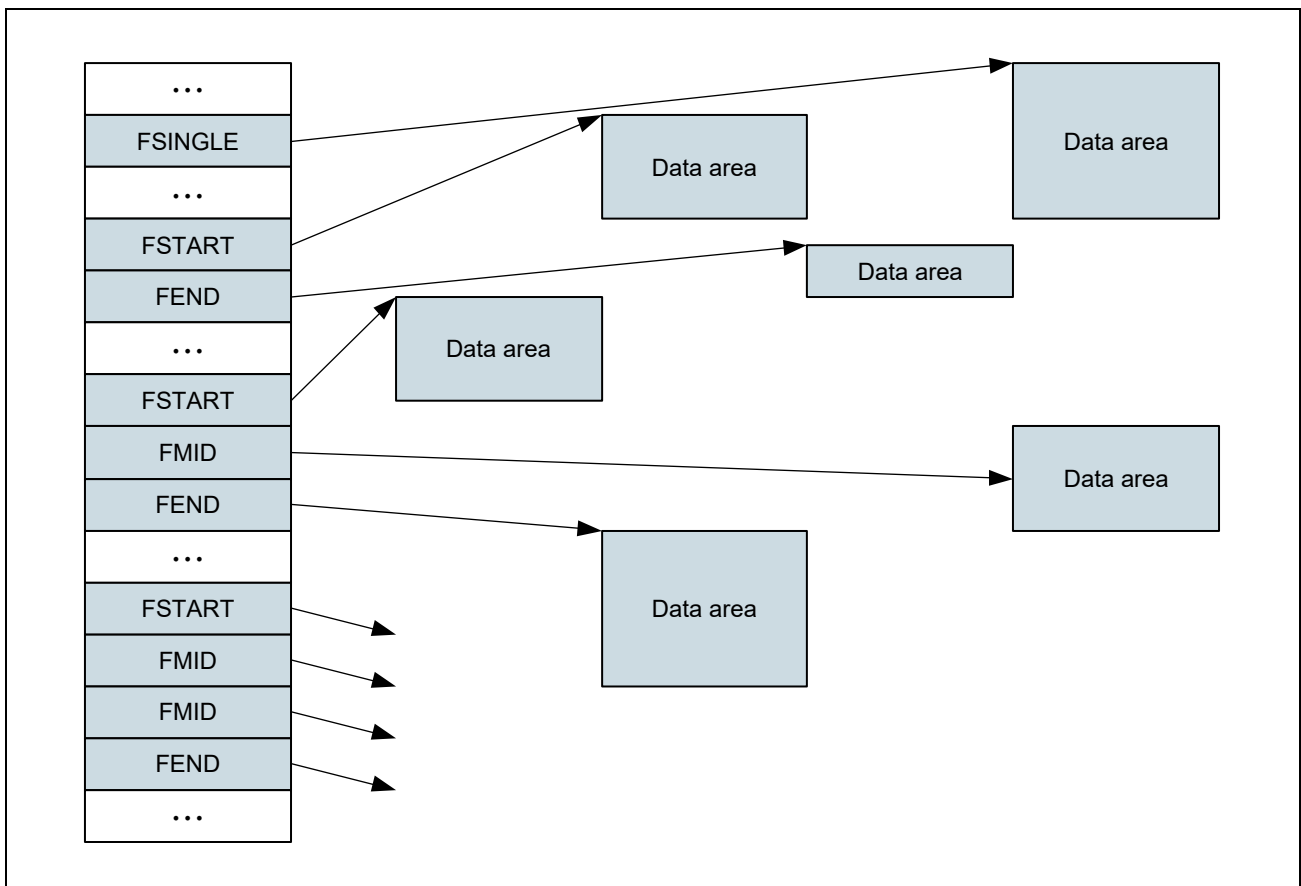 ...
FSINGLE
Data area
Data area
...
FSTART
FEND
Data area
...
Data area
FSTART
FMID
Data area
FEND
...
FSTART
Data area
FMID
FMID
FEND
...